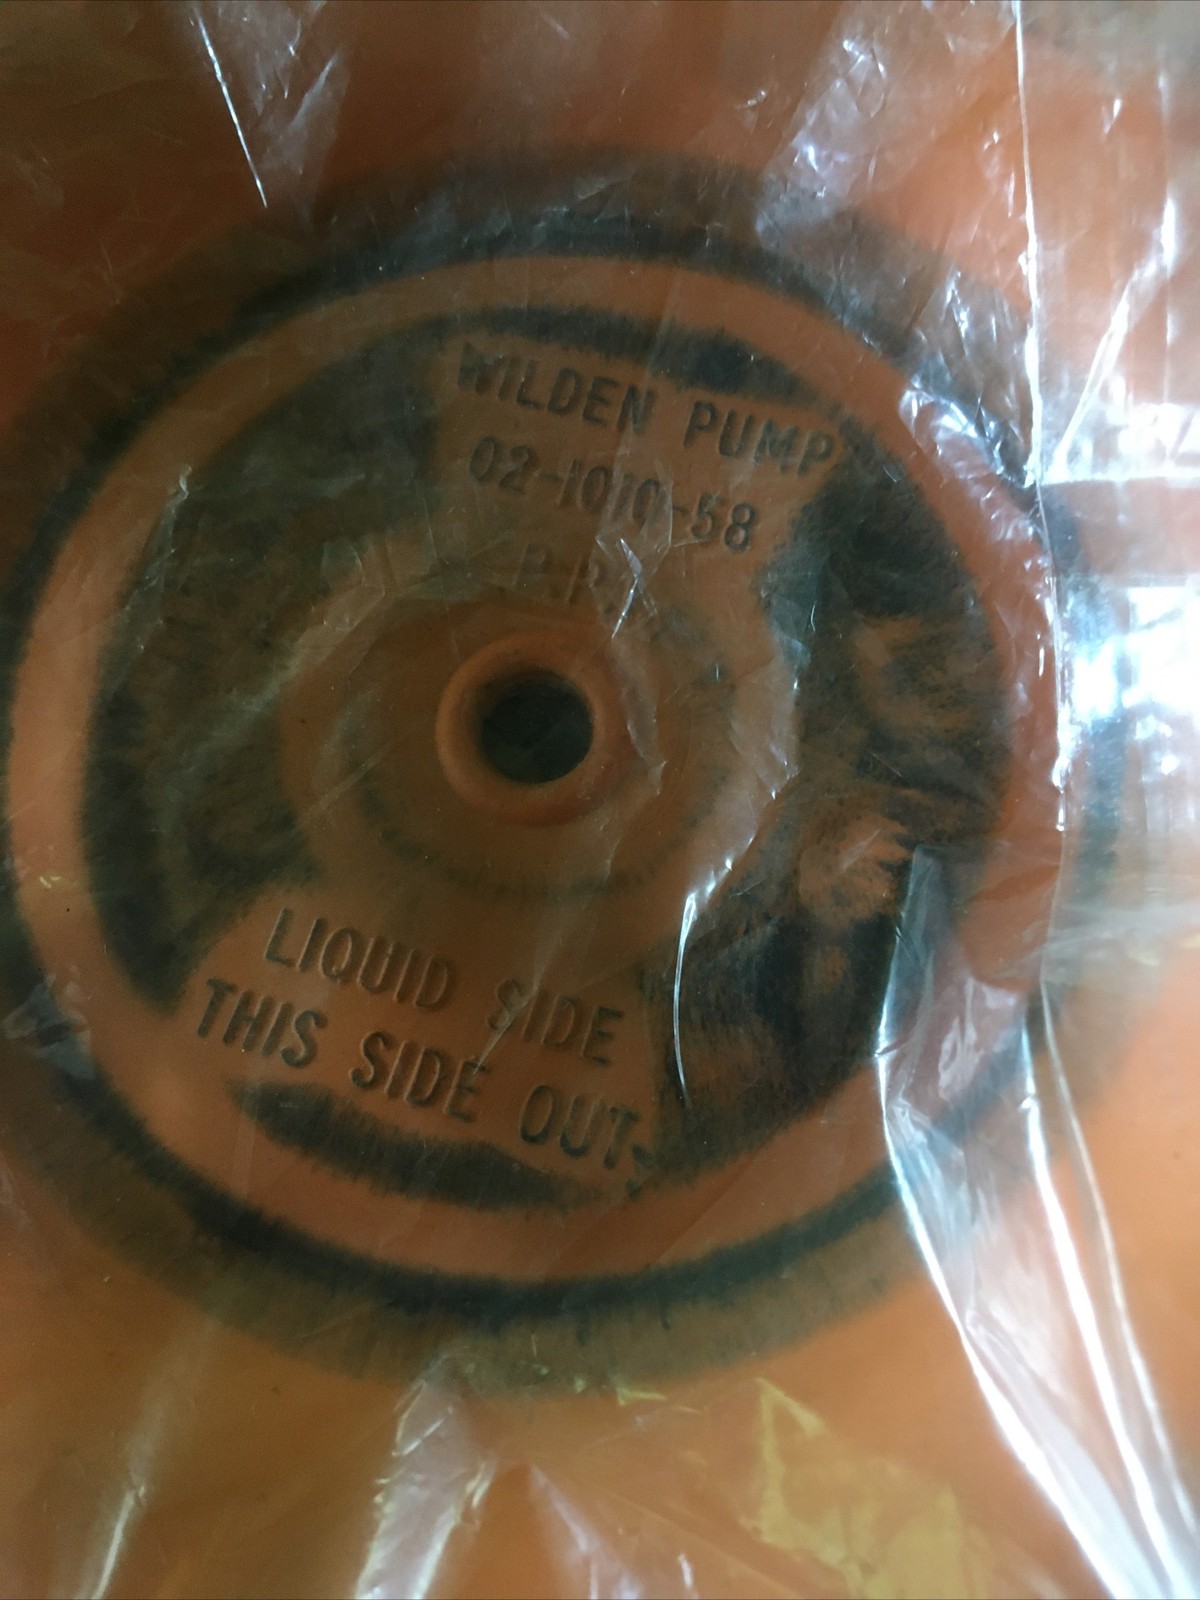 WILDEN PUMP
02-1010-58
LIQUID SIDE
THIS SIDE OUT